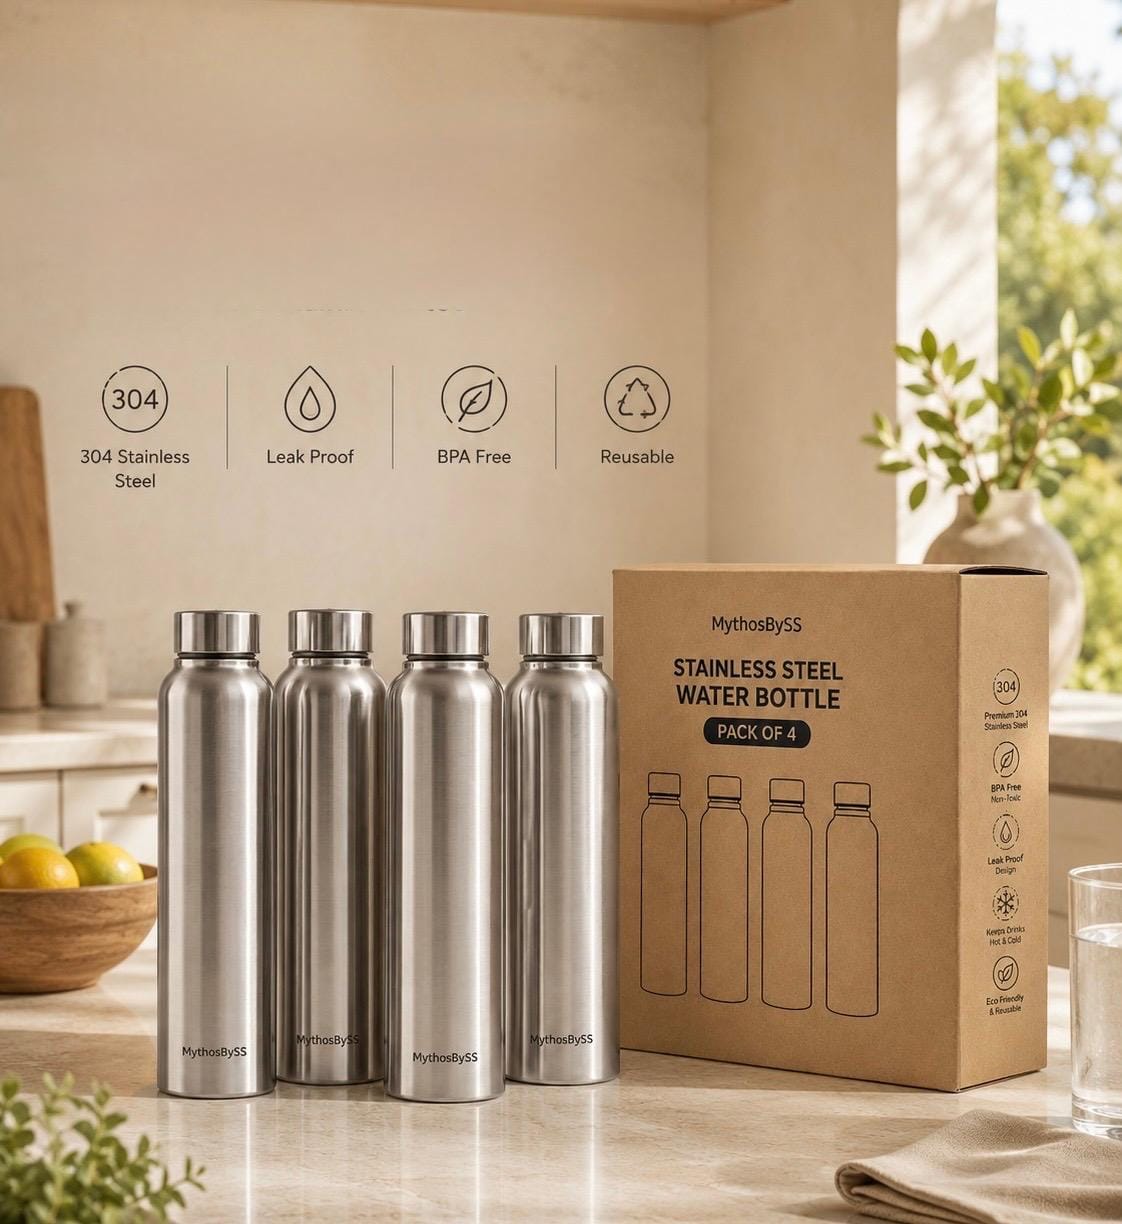 304
304 Stainless
Steel
Leak Proof
BPA Free
Reusable
MythosBySS
STAINLESS STEEL
WATER BOTTLE
PACK OF 4
304
Premium 304
Stainless Steel
BPA Free
Non-Toxic
Leak Proof
Design
Keeps Drinks
Hot & Cold
Eco Friendly
& Reusable
MythosBySS
MythosBySS
MythosBySS
MythosBySS